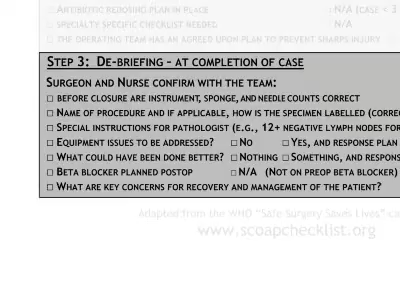 ☐ ANTIBIOTIC REDOSING PLAN IN PLACE ☐N/A (CASE < 3
☐ SPECIALTY SPECIFIC CHECKLIST NEEDED N/A
☐ THE OPERATING TEAM HAS AN AGREED UPON PLAN TO PREVENT SHARPS INJURY
STEP 3: DE-BRIEFING - AT COMPLETION OF CASE
SURGEON AND NURSE CONFIRM WITH THE TEAM:
☐ BEFORE CLOSURE ARE INSTRUMENT, SPONGE, AND NEEDLE COUNTS CORRECT
☐ NAME OF PROCEDURE AND IF APPLICABLE, HOW IS THE SPECIMEN LABELLED (CORREC
☐ SPECIAL INSTRUCTIONS FOR PATHOLOGIST (E.G., 12+ NEGATIVE LYMPH NODES FOR
☐ EQUIPMENT ISSUES TO BE ADDRESSED? ☐ NO ☐ YES, AND RESPONSE PLAN
☐ WHAT COULD HAVE BEEN DONE BETTER? ☐ NOTHING ☐ SOMETHING, AND RESPONS
☐ BETA BLOCKER PLANNED POSTOP ☐ N/A (NOT ON PREOP BETA BLOCKER)
☐ WHAT ARE KEY CONCERNS FOR RECOVERY AND MANAGEMENT OF THE PATIENT?
Adapted from the WHO "Safe Surgery Saves Lives" ca
www.scoapchecklist.org